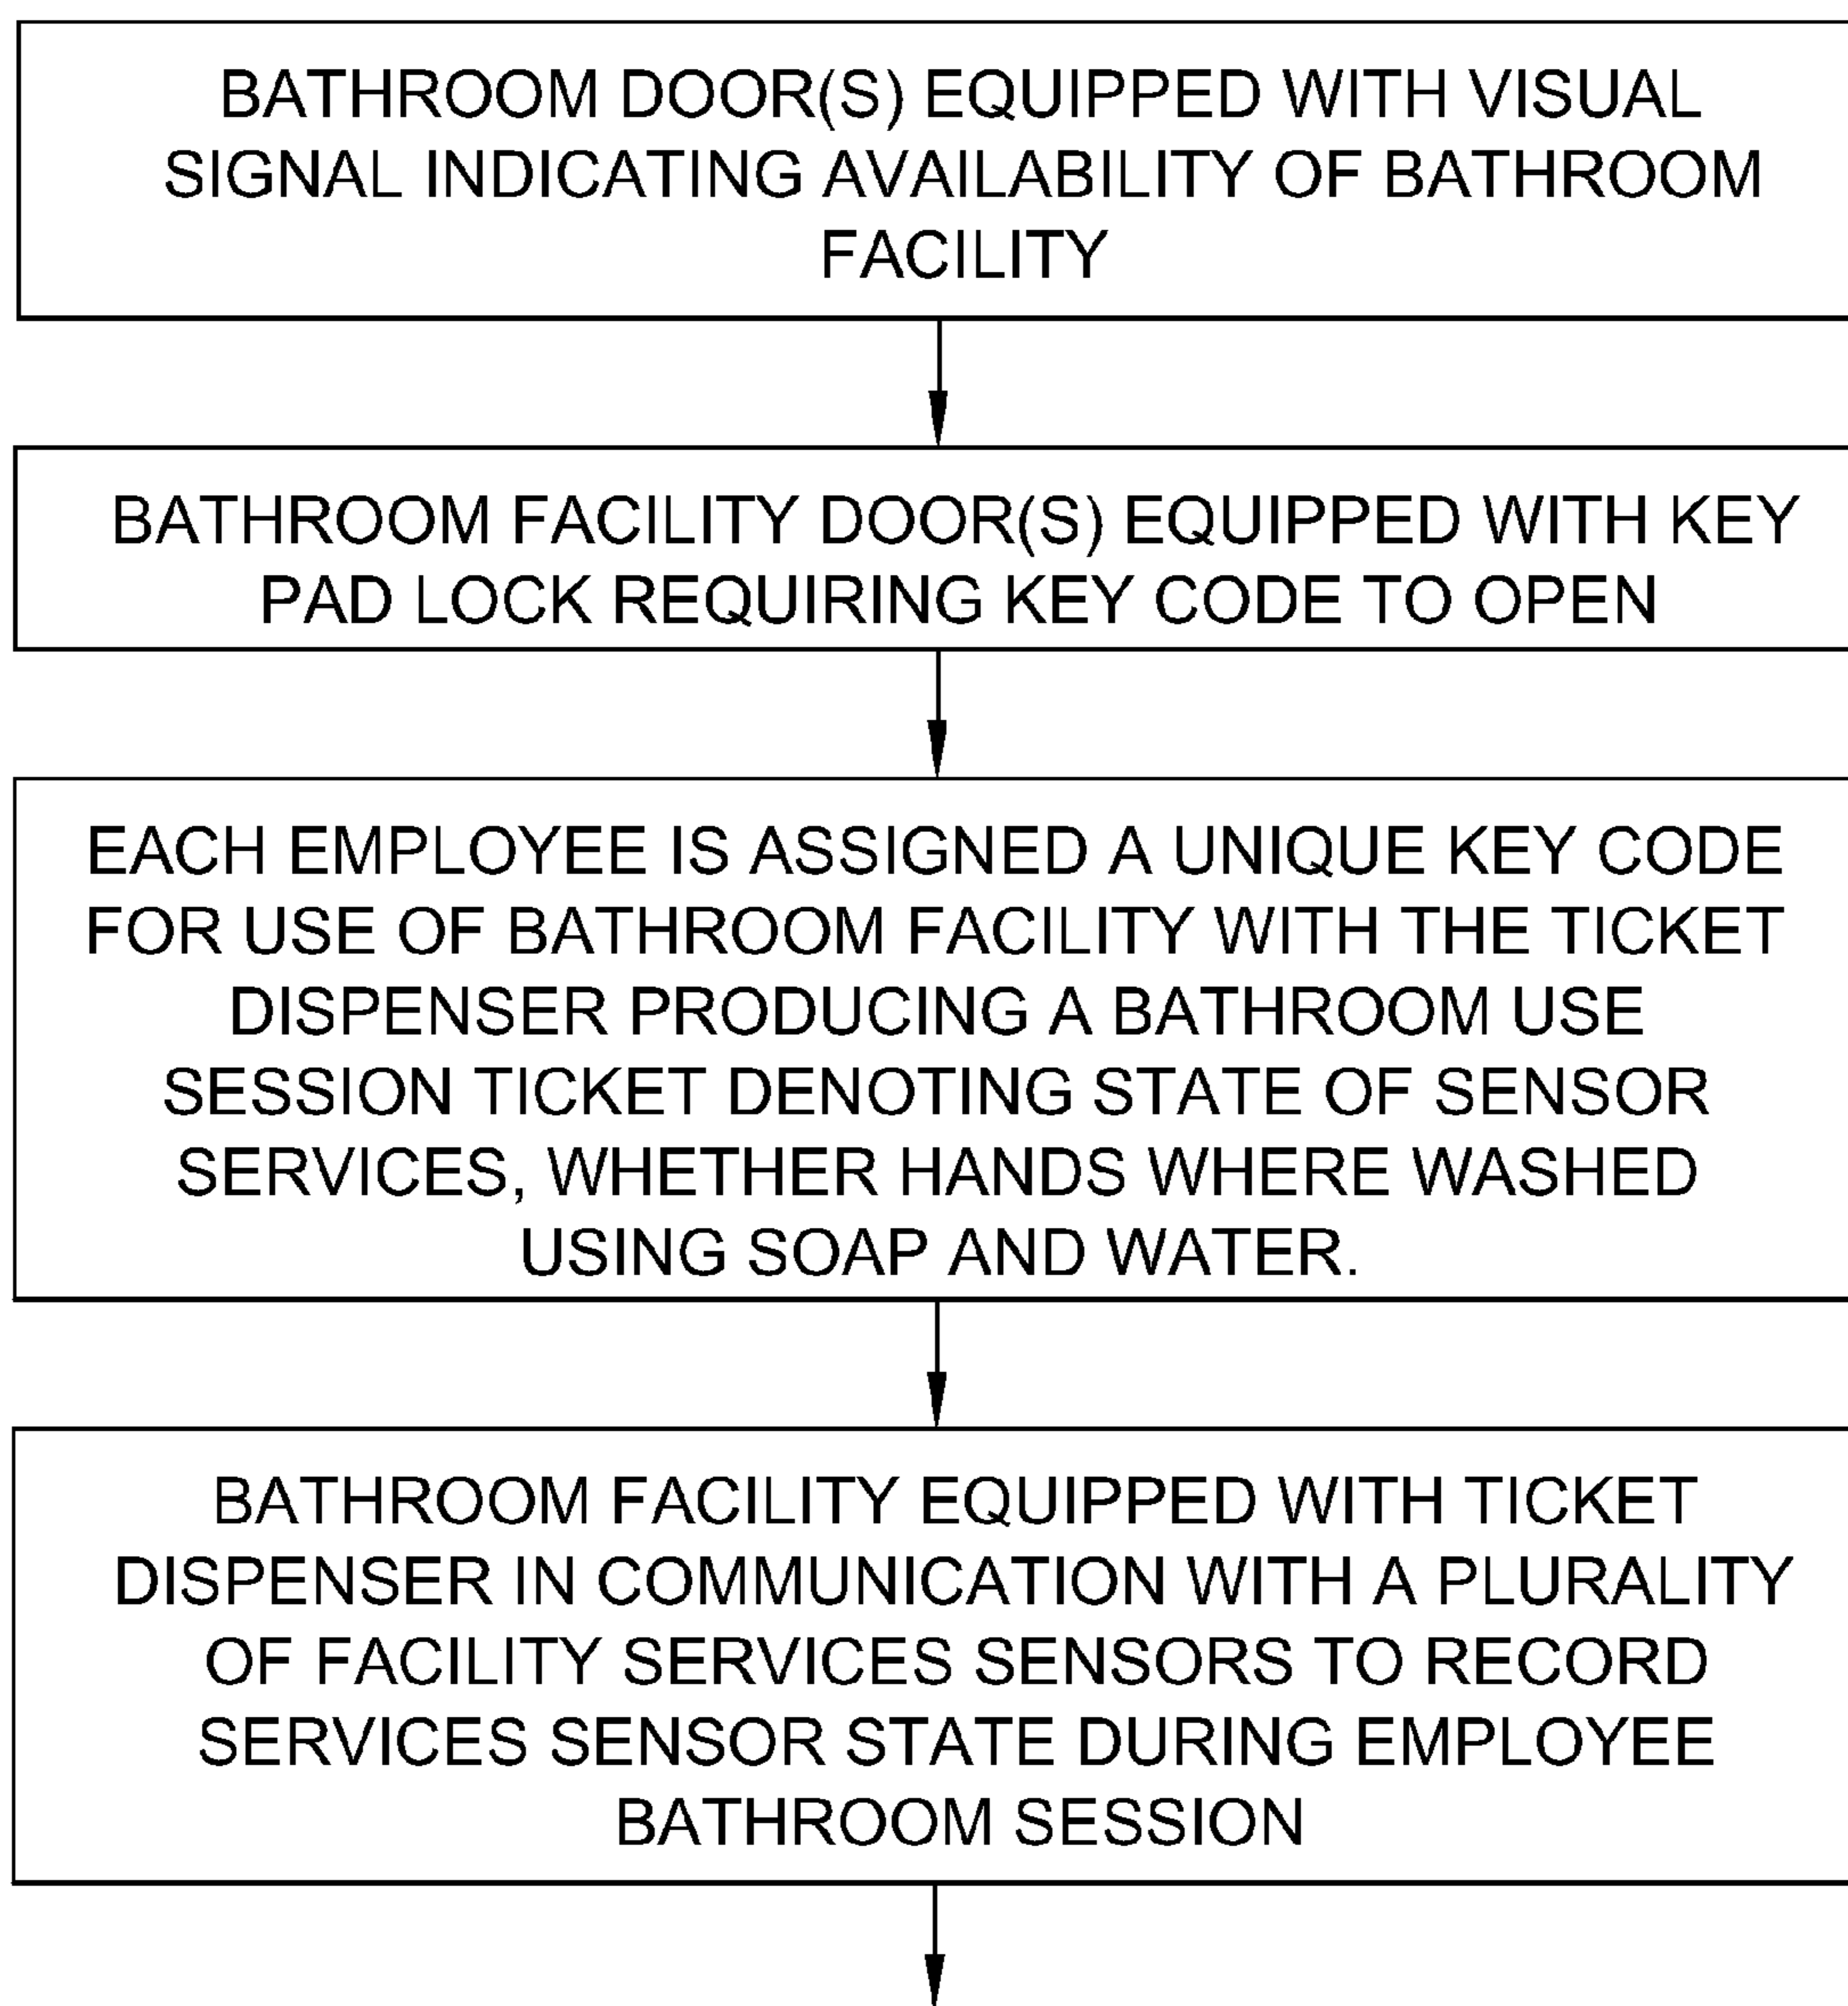 BATHROOM DOOR(S) EQUIPPED WITH VISUAL
SIGNAL INDICATING AVAILABILITY OF BATHROOM
FACILITY
BATHROOM FACILITY DOOR(S) EQUIPPED WITH KEY
PAD LOCK REQUIRING KEY CODE TO OPEN
EACH EMPLOYEE IS ASSIGNED A UNIQUE KEY CODE
FOR USE OF BATHROOM FACILITY WITH THE TICKET
DISPENSER PRODUCING A BATHROOM USE
SESSION TICKET DENOTING STATE OF SENSOR
SERVICES, WHETHER HANDS WHERE WASHED
USING SOAP AND WATER.
BATHROOM FACILITY EQUIPPED WITH TICKET
DISPENSER IN COMMUNICATION WITH A PLURALITY
OF FACILITY SERVICES SENSORS TO RECORD
SERVICES SENSOR STATE DURING EMPLOYEE
BATHROOM SESSION